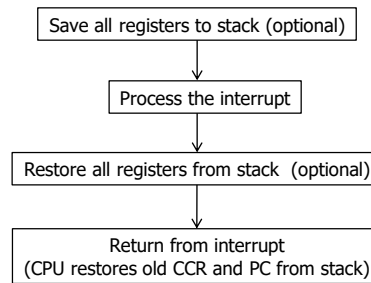 Save all registers to stack (optional)
Process the interrupt
Restore all registers from stack  (optional)
Return from interrupt
(CPU restores old CCR and PC from stack)